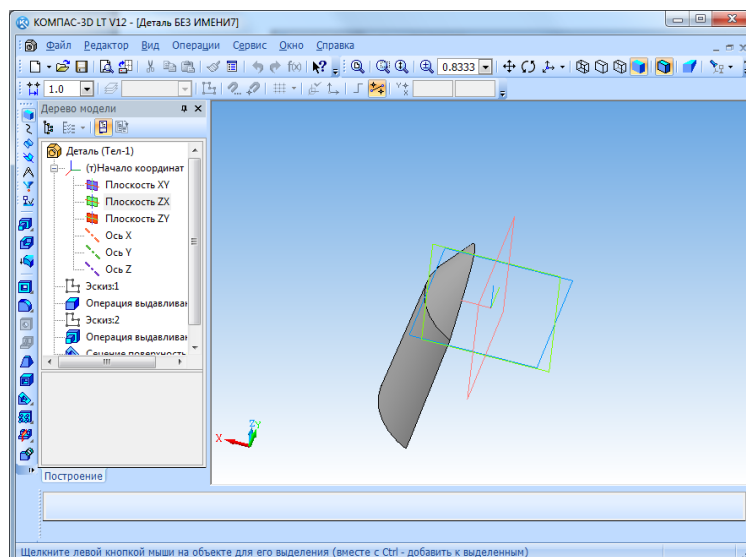 КОМПАС-3D LT V12 - [Деталь БЕЗ ИМЕНИ7]
Файл Редактор Вид Операции Сервис Окно Справка
0.8333
1.0
Дерево модели
Деталь (Тел-1)
(т)Начало координат
Плоскость XY
Плоскость ZX
Плоскость ZY
Ось X
Ось Y
Ось Z
Эскиз:1
Операция выдавлива
Эскиз:2
Операция выдавлива
Сечение поверхность
X Z Y
Построение
Щелкните левой кнопкой мыши на объекте для его выделения (вместе с Ctrl - добавить к выделенным)